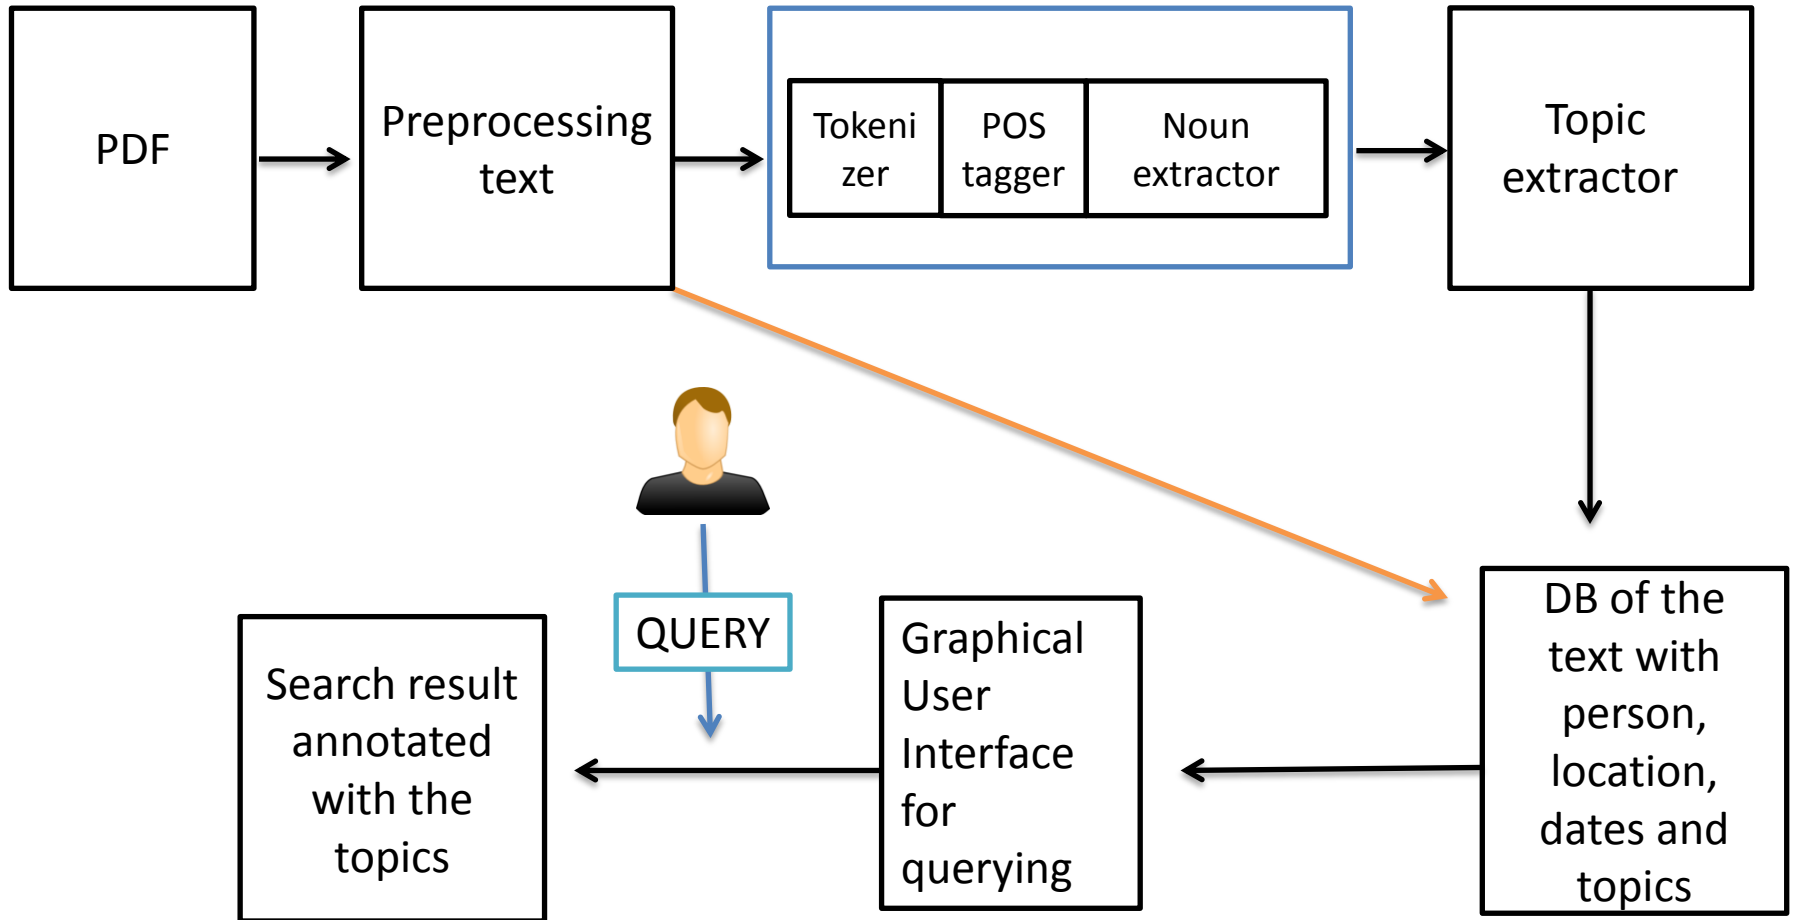 PDF
Preprocessing
text
Tokeni
zer
POS
tagger
Noun
extractor
Topic
extractor
QUERY
Search result
annotated
with the
topics
Graphical
User
Interface
for
querying
DB of the
text with
person,
location,
dates and
topics